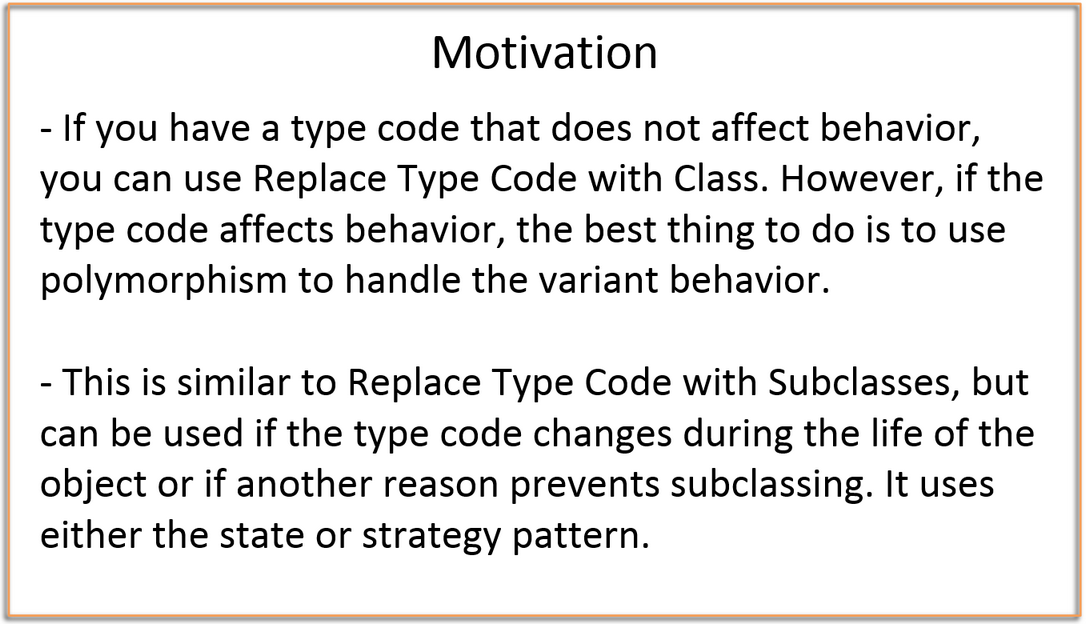 Motivation
- If you have a type code that does not affect behavior,
you can use Replace Type Code with Class. However, if the
type code affects behavior, the best thing to do is to use
polymorphism to handle the variant behavior.
- This is similar to Replace Type Code with Subclasses, but
can be used if the type code changes during the life of the
object or if another reason prevents subclassing. It uses
either the state or strategy pattern.